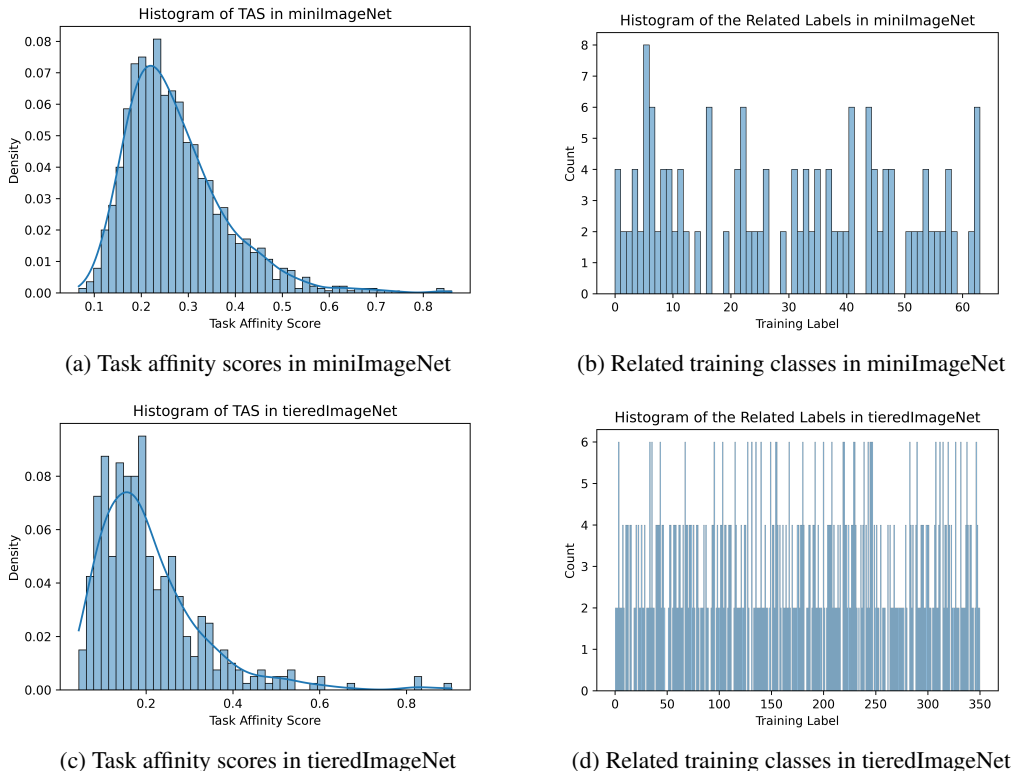 Histogram of TAS in miniImageNet
0.08
0.07
0.06
0.05
0.04
0.03
0.02
0.01
0.00
Density
0.1 0.2 0.3 0.4 0.5 0.6 0.7 0.8
Task Affinity Score
(a) Task affinity scores in miniImageNet
Histogram of the Related Labels in miniImageNet
8
7
6
5
4
3
2
1
0
Count
0 10 20 30 40 50 60
Training Label
(b) Related training classes in miniImageNet
Histogram of TAS in tieredImageNet
0.08
0.06
0.04
0.02
0.00
Density
0.2 0.4 0.6 0.8
Task Affinity Score
(c) Task affinity scores in tieredImageNet
Histogram of the Related Labels in tieredImageNet
6
5
4
3
2
1
0
Count
0 50 100 150 200 250 300 350
Training Label
(d) Related training classes in tieredImageNet